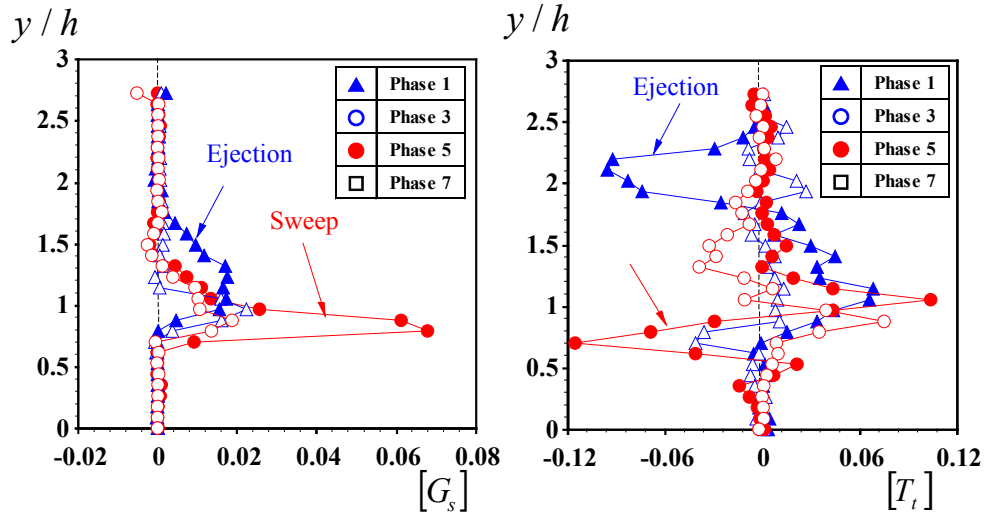 y / h
3
2.5
2
1.5
1
0.5
0
-0.02
0
0.02
0.04
0.06
0.08
[G_s]
Phase 1
Phase 3
Phase 5
Phase 7
Ejection
Sweep
y / h
3
2.5
2
1.5
1
0.5
0
-0.12
-0.06
0
0.06
0.12
[T_t]
Phase 1
Phase 3
Phase 5
Phase 7
Ejection